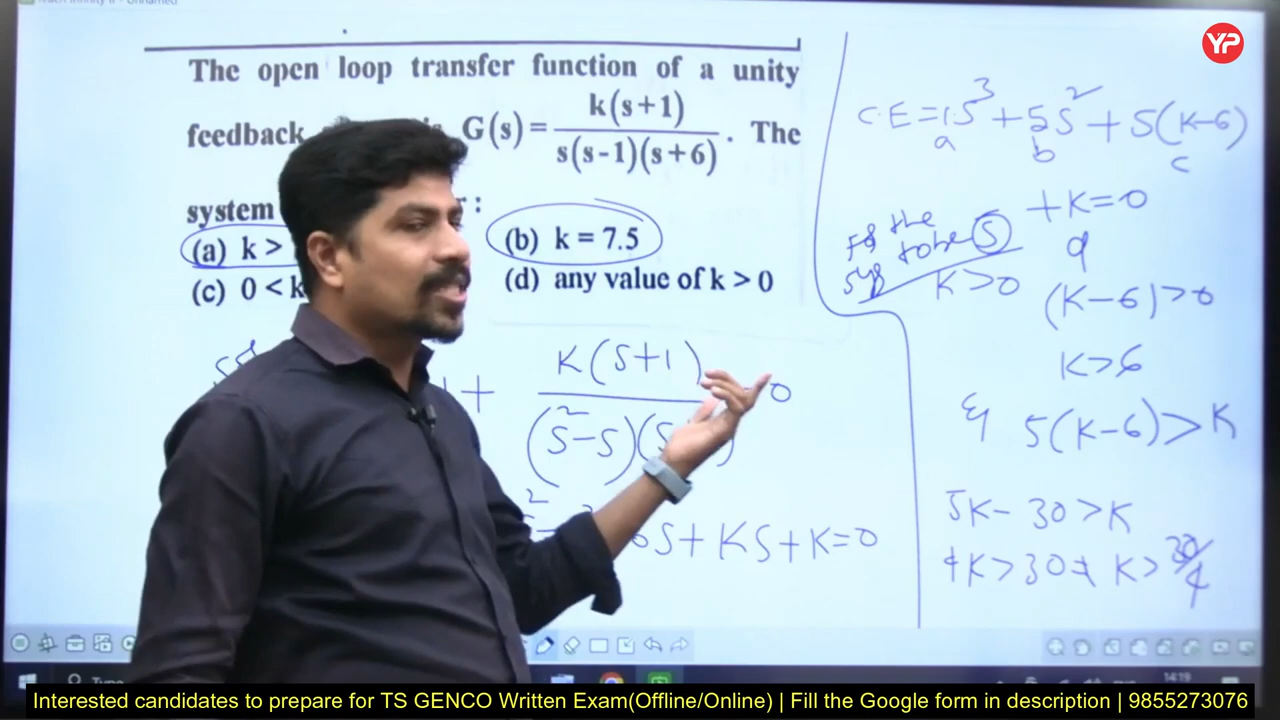 YP
The open loop transfer function of a unity
feedback G(s) = k(s+1) / s(s-1)(s+6) . The
system :
(a) k > (b) k = 7.5
(c) 0 < k (d) any value of k > 0
+ K(S+1) 0
(S²-S)(S )
S+KS+K=0
C.E = 1S³ + 5S² + 5(K-6)
a b c
+K=0
d
For the
sys to be S
K>0
(K-6)>0
K>6
& 5(K-6)>K
5K-30>K
4K>30 K>30/4
14:19
Interested candidates to prepare for TS GENCO Written Exam(Offline/Online) | Fill the Google form in description | 9855273076